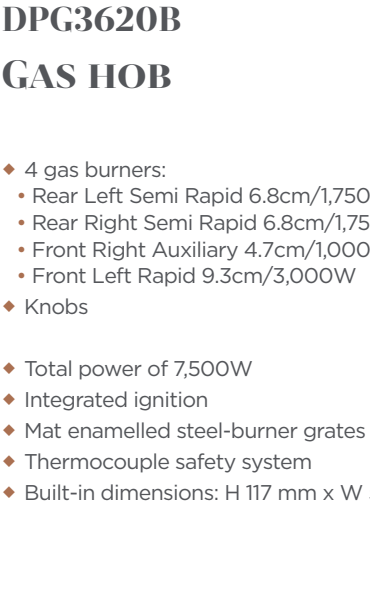 DPG3620B
GAS HOB
◆ 4 gas burners:
• Rear Left Semi Rapid 6.8cm/1,750
• Rear Right Semi Rapid 6.8cm/1,75
• Front Right Auxiliary 4.7cm/1,000
• Front Left Rapid 9.3cm/3,000W
◆ Knobs
◆ Total power of 7,500W
◆ Integrated ignition
◆ Mat enamelled steel-burner grates
◆ Thermocouple safety system
◆ Built-in dimensions: H 117 mm x W